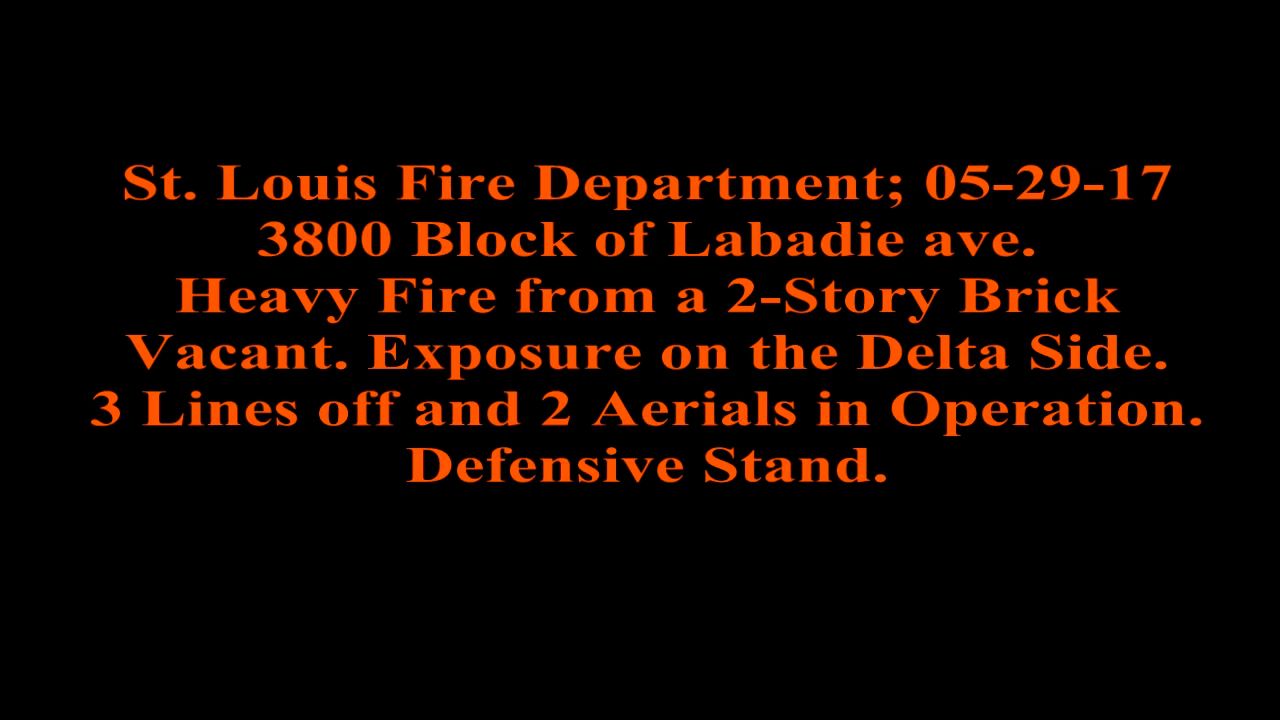 St. Louis Fire Department; 05-29-17
3800 Block of Labadie ave.
Heavy Fire from a 2-Story Brick
Vacant. Exposure on the Delta Side.
3 Lines off and 2 Aerials in Operation.
Defensive Stand.